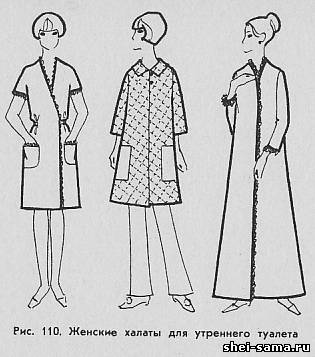 Рис. 110. Женские халаты для утреннего туалета
shei-sama.ru